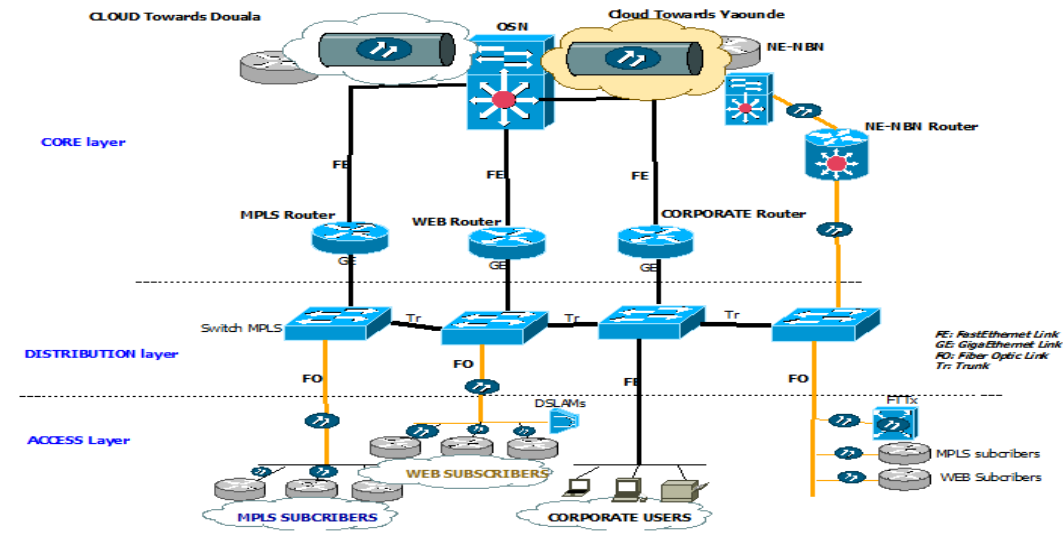 CLOUD Towards Douala
Cloud Towards Yaounde
OSN
NE-NBN
NE-NBN Router
CORE layer
FE
FE
FE
MPLS Router
WEB Router
CORPORATE Router
GE
GE
GE
Switch MPLS
Tr
Tr
Tr
DISTRIBUTION layer
FE: FastEthernet Link
GE: GigaEthernet Link
FO: Fiber Optic Link
Tr: Trunk
FO
FO
FE
FO
DSLAMs
FTTx
ACCESS Layer
MPLS subcribers
WEB SUBSCRIBERS
WEB Subcribers
MPLS SUBCRIBERS
CORPORATE USERS